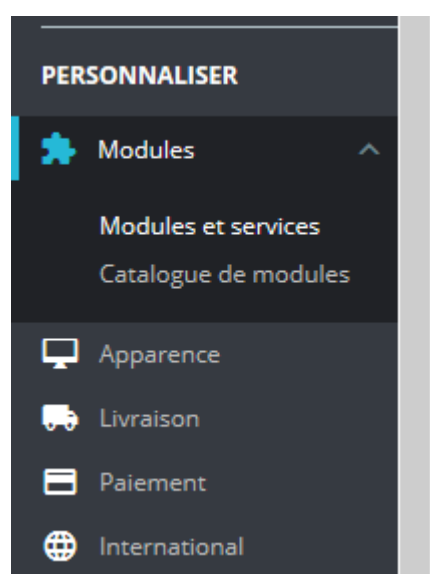 PERSONNALISER
Modules
Modules et services
Catalogue de modules
Apparence
Livraison
Paiement
International